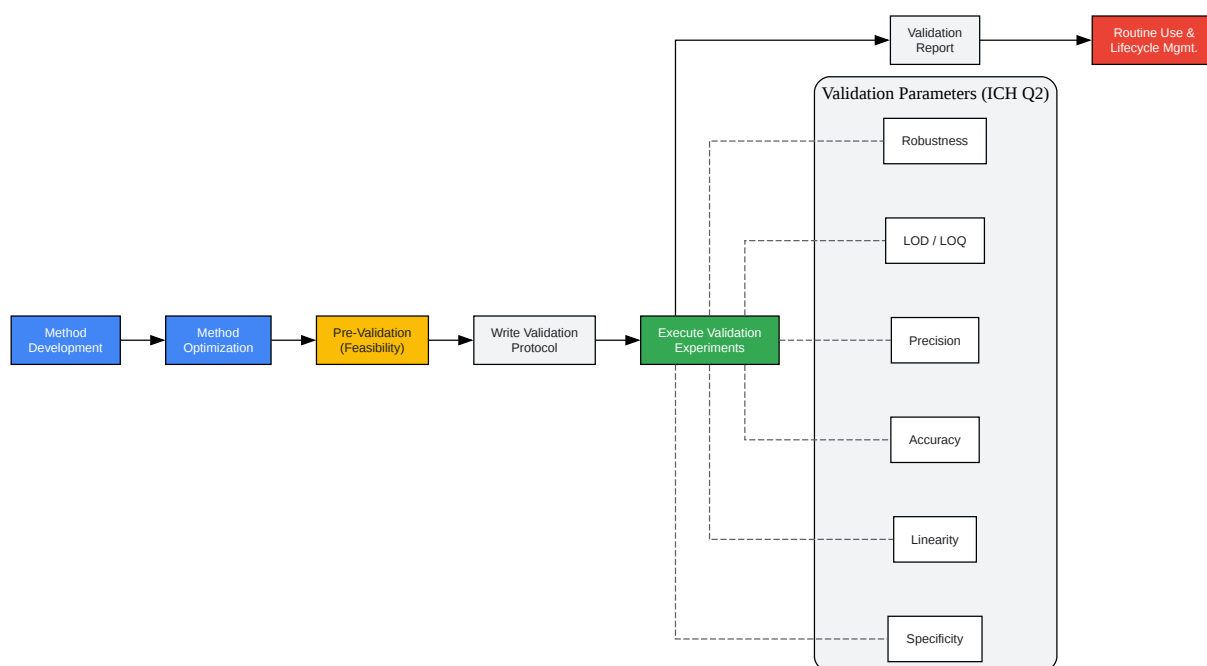 Validation
Report
Routine Use &
Lifecycle Mgmt.
Validation Parameters (ICH Q2)
Robustness
LOD / LOQ
Method
Development
Method
Optimization
Pre-Validation
(Feasibility)
Write Validation
Protocol
Execute Validation
Experiments
Precision
Accuracy
Linearity
Specificity